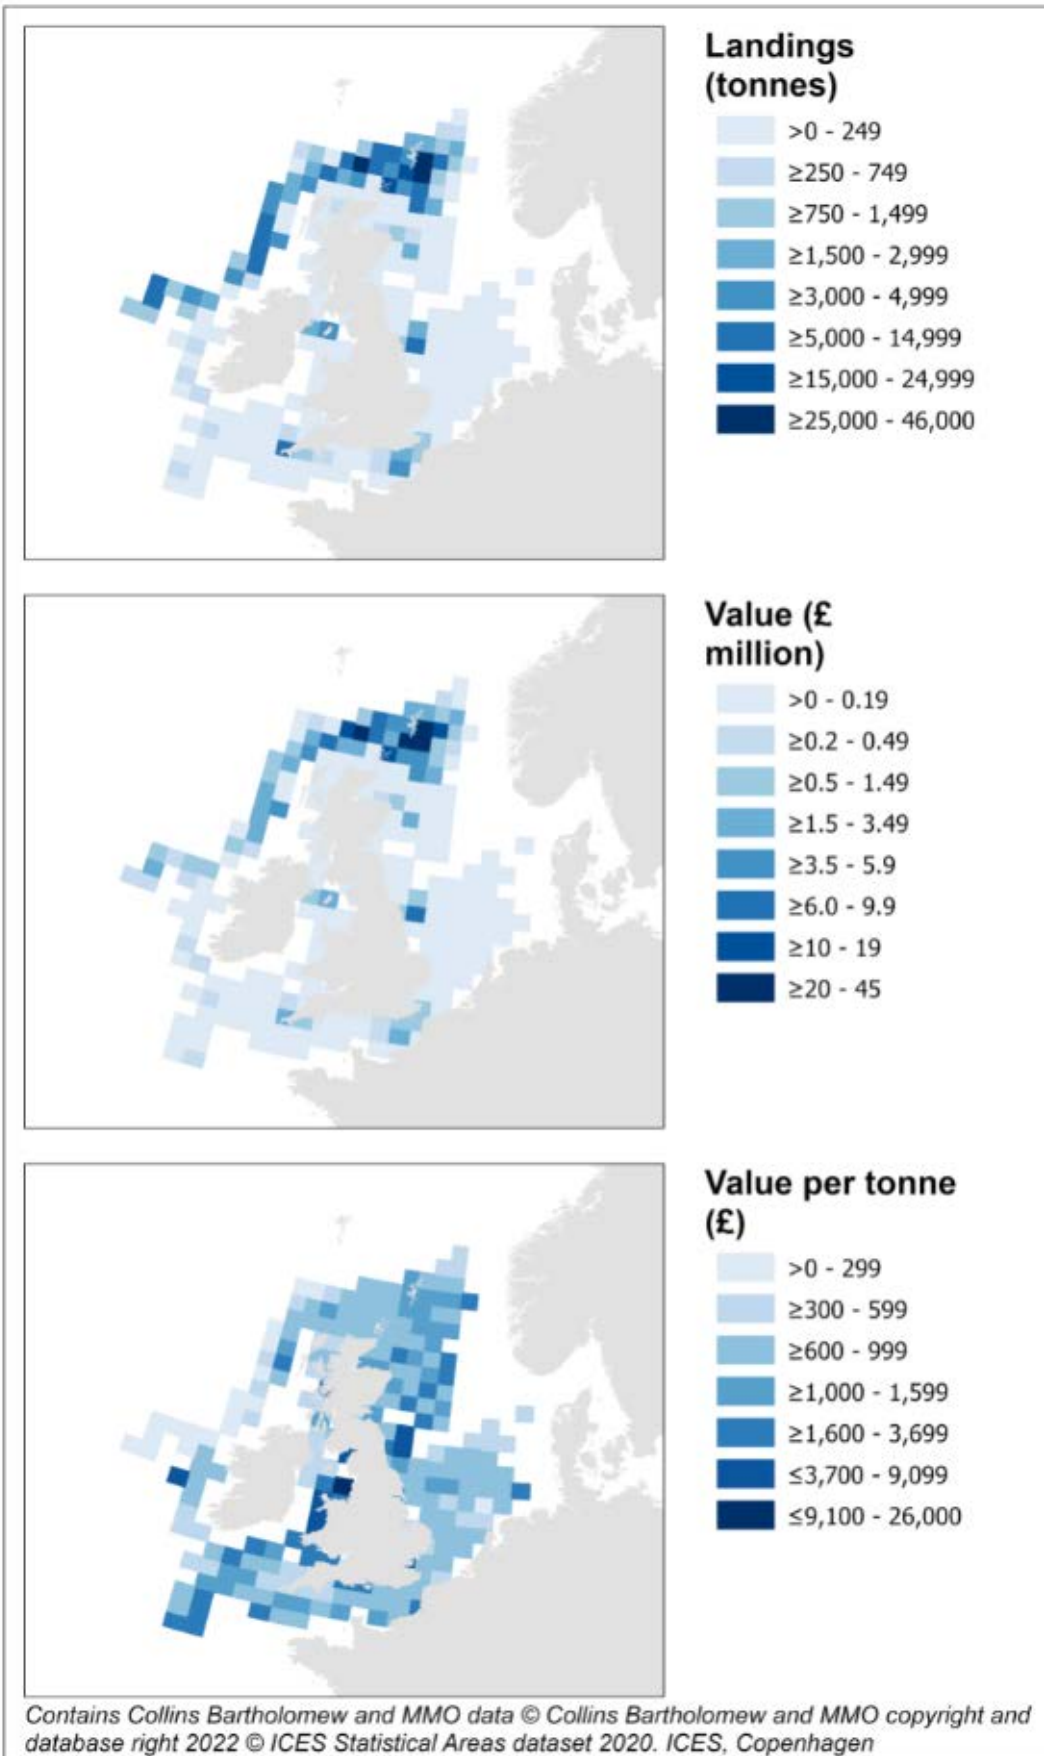 Landings
(tonnes)
>0 - 249
≥250 - 749
≥750 - 1,499
≥1,500 - 2,999
≥3,000 - 4,999
≥5,000 - 14,999
≥15,000 - 24,999
≥25,000 - 46,000
Value (£
million)
>0 - 0.19
≥0.2 - 0.49
≥0.5 - 1.49
≥1.5 - 3.49
≥3.5 - 5.9
≥6.0 - 9.9
≥10 - 19
≥20 - 45
Value per tonne
(£)
>0 - 299
≥300 - 599
≥600 - 999
≥1,000 - 1,599
≥1,600 - 3,699
≤3,700 - 9,099
≤9,100 - 26,000
Contains Collins Bartholomew and MMO data © Collins Bartholomew and MMO copyright and
database right 2022 © ICES Statistical Areas dataset 2020. ICES, Copenhagen